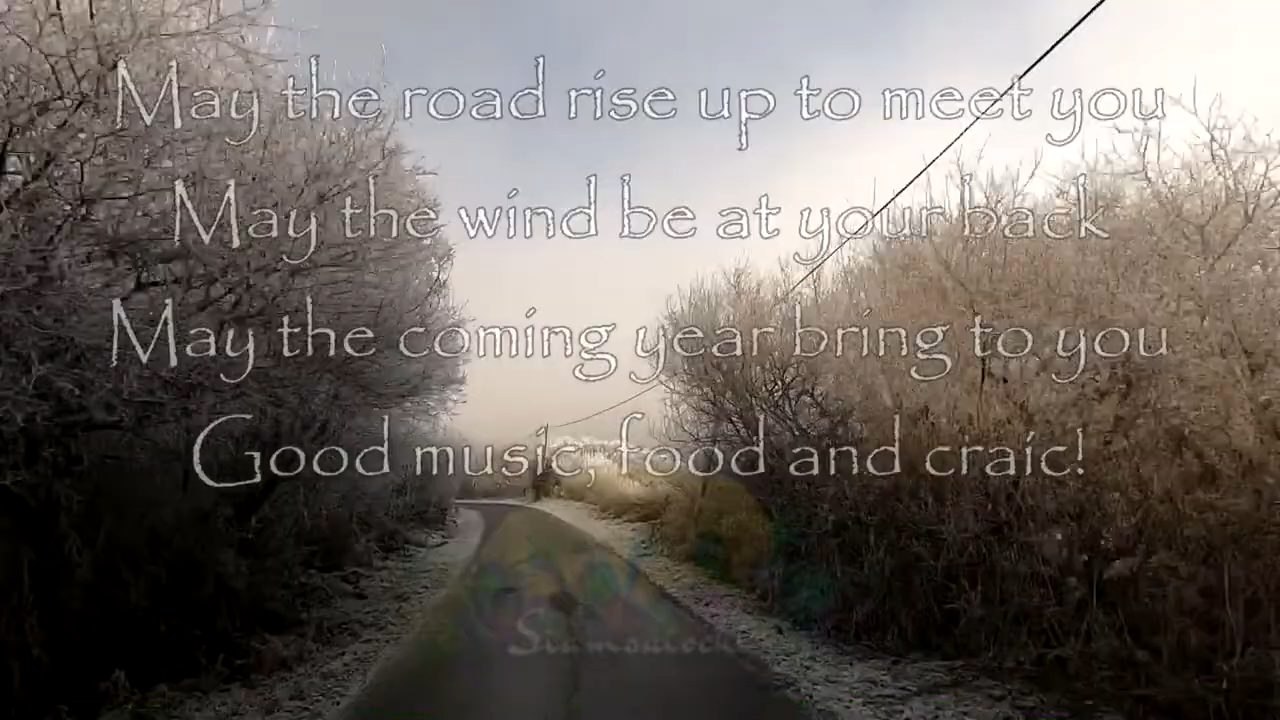 May the road rise up to meet you
May the wind be at your back
May the coming year bring to you
Good music, food and craic!